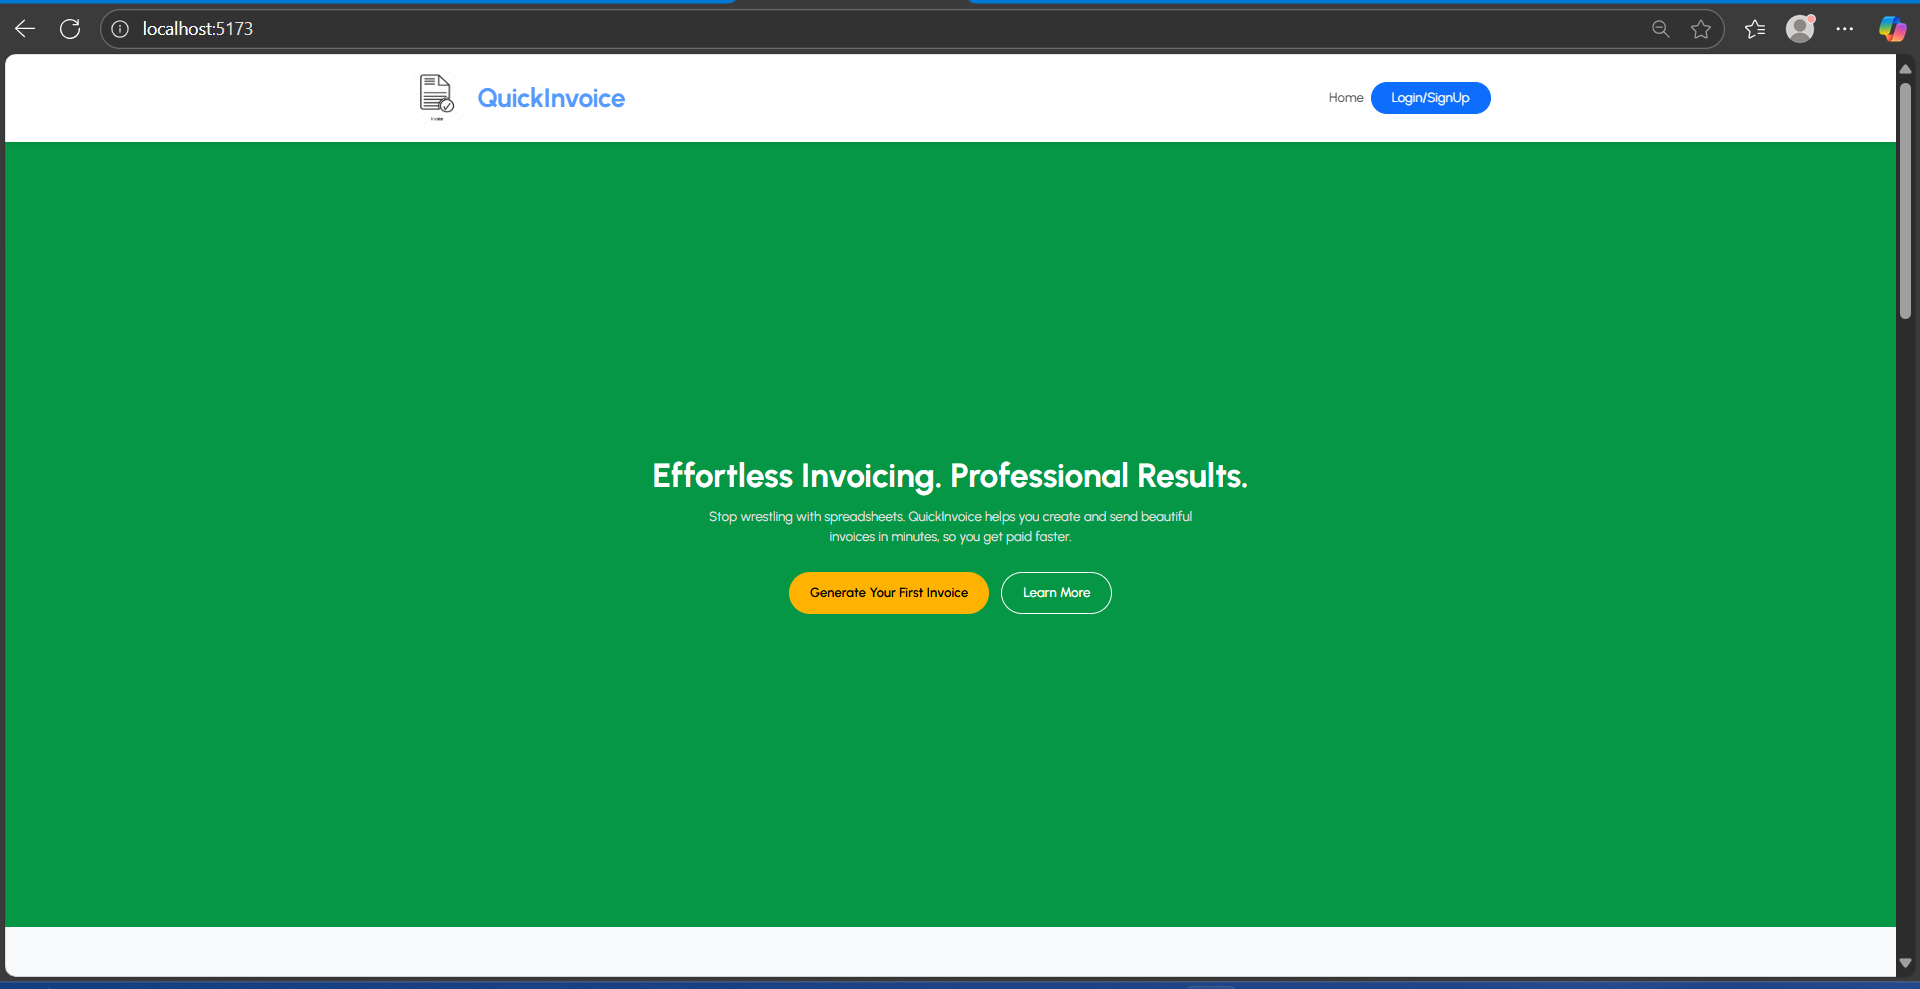 localhost:5173
QuickInvoice
Home
Login/SignUp
Effortless Invoicing. Professional Results.
Stop wrestling with spreadsheets. QuickInvoice helps you create and send beautiful
invoices in minutes, so you get paid faster.
Generate Your First Invoice
Learn More